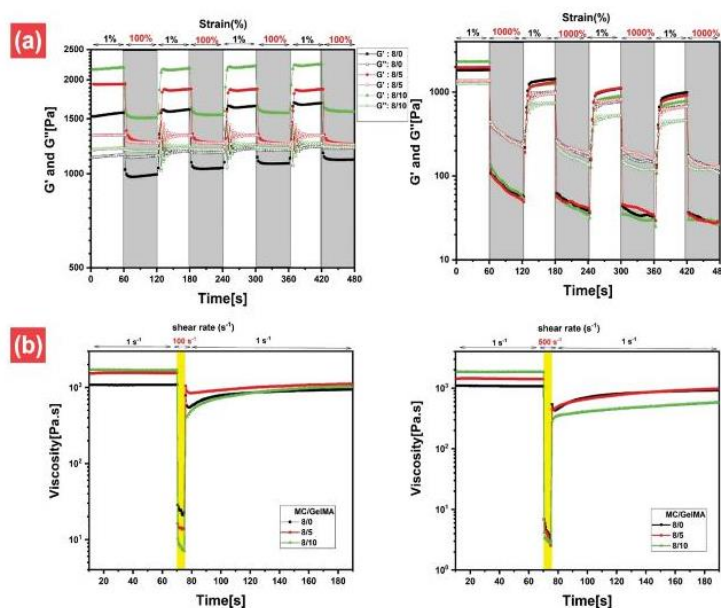 (a)
Strain(%)
1% 100% 1% 100% 1% 100% 1% 100%
2500
2000
1500
1000
500
G' and G''[Pa]
G' : 8/0
G'': 8/0
G' : 8/5
G'': 8/5
G' : 8/10
G'': 8/10
0 60 120 180 240 300 360 420 480
Time[s]
Strain(%)
1% 1000% 1% 1000% 1% 1000% 1% 1000%
1000
100
10
G' and G''[Pa]
0 60 120 180 240 300 360 420 480
Time[s]
(b)
shear rate (s⁻¹)
1 s⁻¹ 100 s⁻¹ 1 s⁻¹
10³
10²
10¹
Viscosity[Pa.s]
MC/GelMA
8/0
8/5
8/10
20 40 60 80 100 120 140 160 180
Time[s]
shear rate (s⁻¹)
1 s⁻¹ 500 s⁻¹ 1 s⁻¹
10³
10²
10¹
10⁰
Viscosity[Pa.s]
MC/GelMA
8/0
8/5
8/10
20 40 60 80 100 120 140 160 180
Time[s]